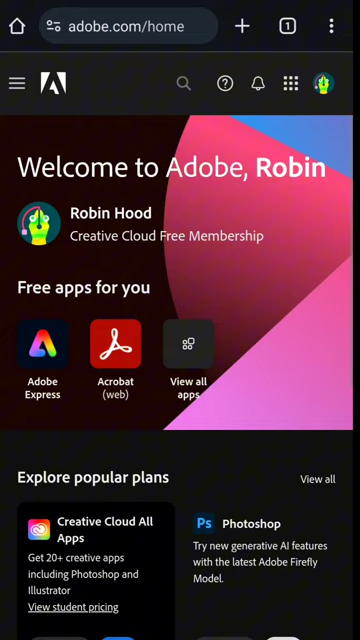 adobe.com/home
1
Welcome to Adobe, Robin
Robin Hood
Creative Cloud Free Membership
Free apps for you
Adobe
Express
Acrobat
(web)
View all
apps
Explore popular plans
View all
Creative Cloud All
Apps
Get 20+ creative apps
including Photoshop and
Illustrator
View student pricing
Ps
Photoshop
Try new generative AI features
with the latest Adobe Firefly
Model.